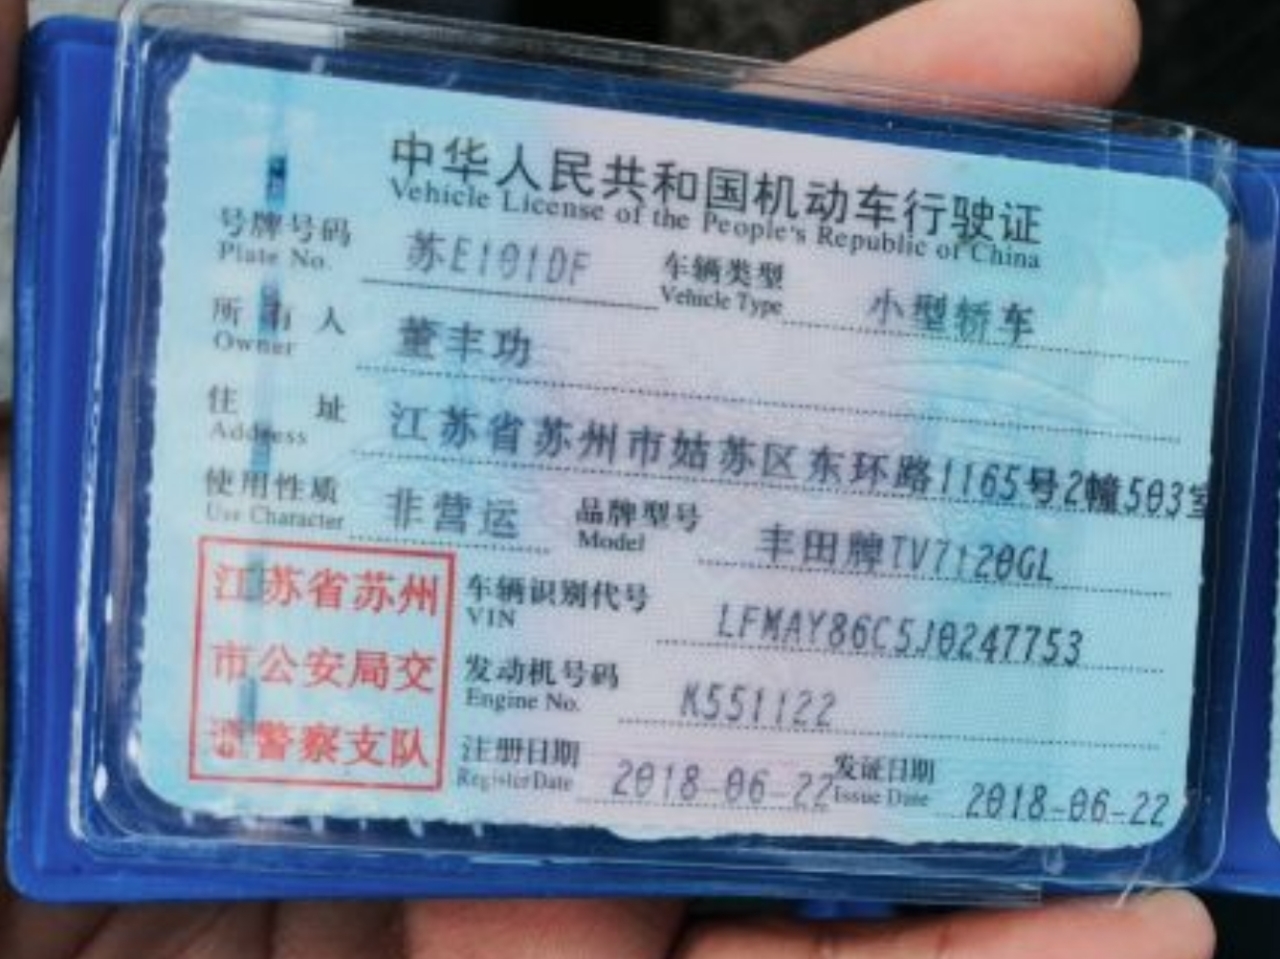 中华人民共和国机动车行驶证
Vehicle License of the People's Republic of China
号牌号码 苏E101DF 车辆类型 小型轿车
Plate No. Vehicle Type
所有人 董丰功
Owner
住址 江苏省苏州市姑苏区东环路1165号2幢503室
Address
使用性质 非营运 品牌型号 丰田牌TV7120GL
Use Character Model
江苏省苏州
市公安局交
通警察支队
车辆识别代号 LFMAY86C5J0247753
VIN
发动机号码 K551122
Engine No.
注册日期 2018-06-22 发证日期 2018-06-22
Register Date Issue Date